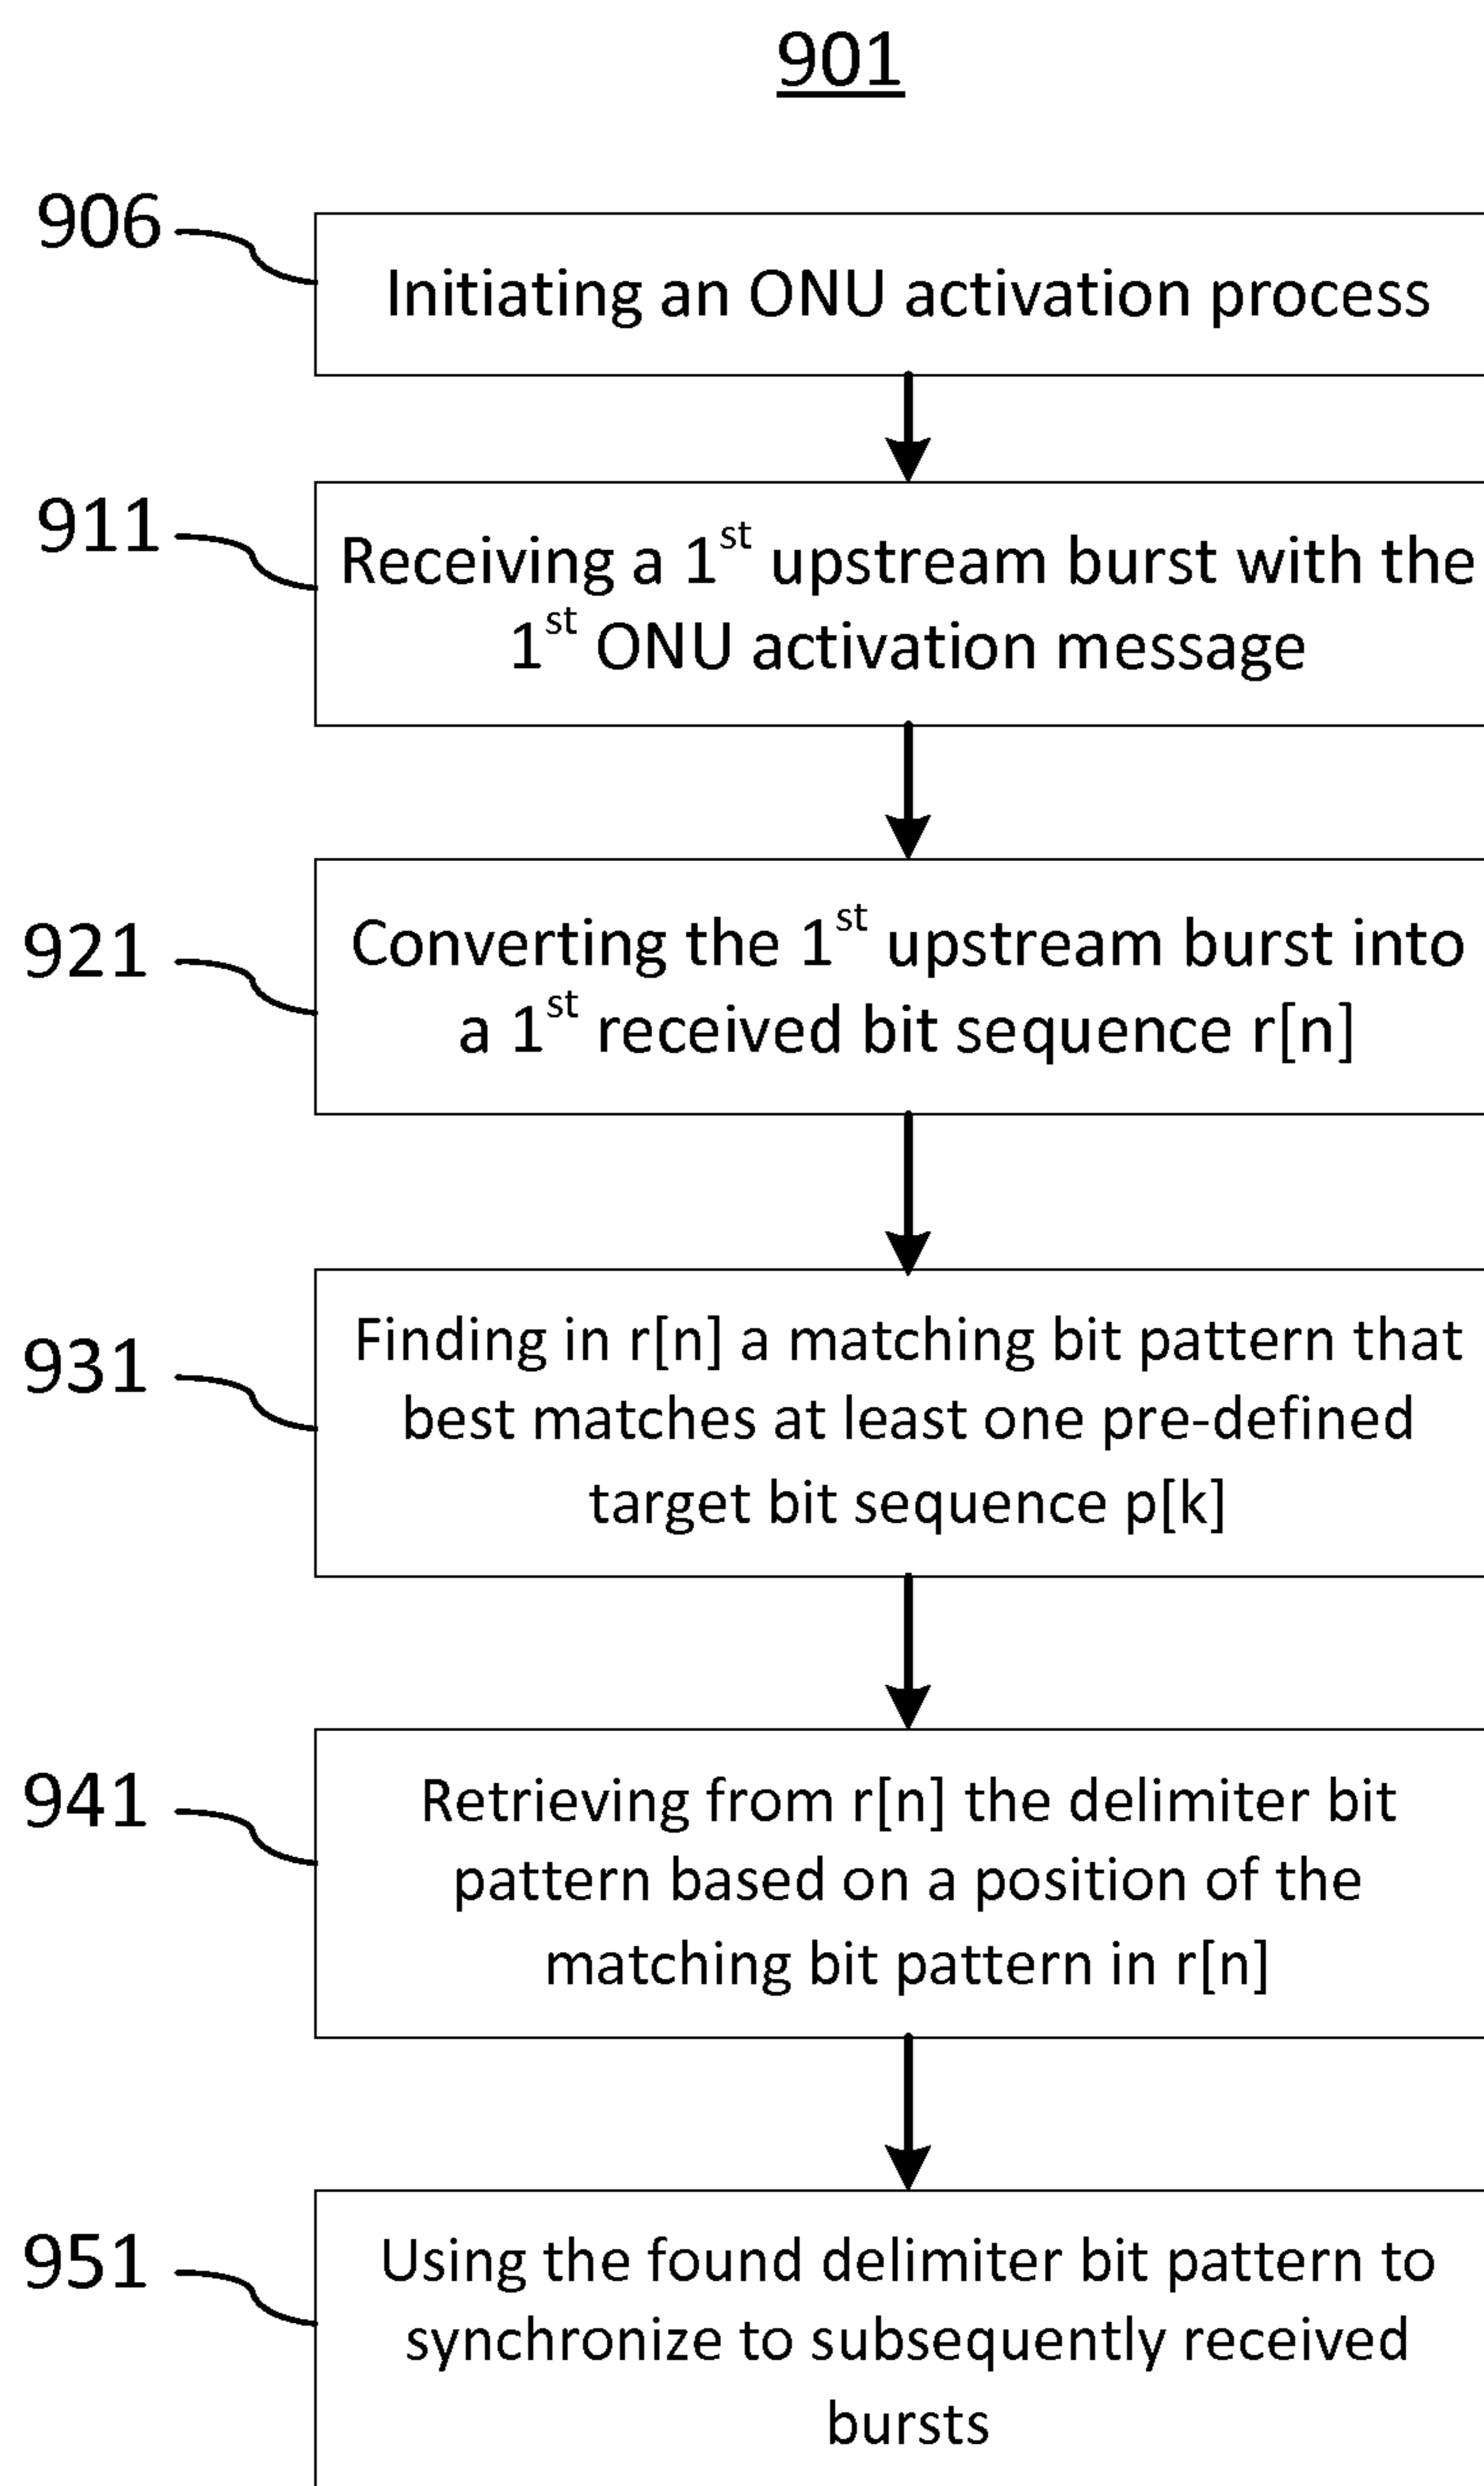 901
906
Initiating an ONU activation process
911
Receiving a 1st upstream burst with the
1st ONU activation message
921
Converting the 1st upstream burst into
a 1st received bit sequence r[n]
931
Finding in r[n] a matching bit pattern that
best matches at least one pre-defined
target bit sequence p[k]
941
Retrieving from r[n] the delimiter bit
pattern based on a position of the
matching bit pattern in r[n]
951
Using the found delimiter bit pattern to
synchronize to subsequently received
bursts